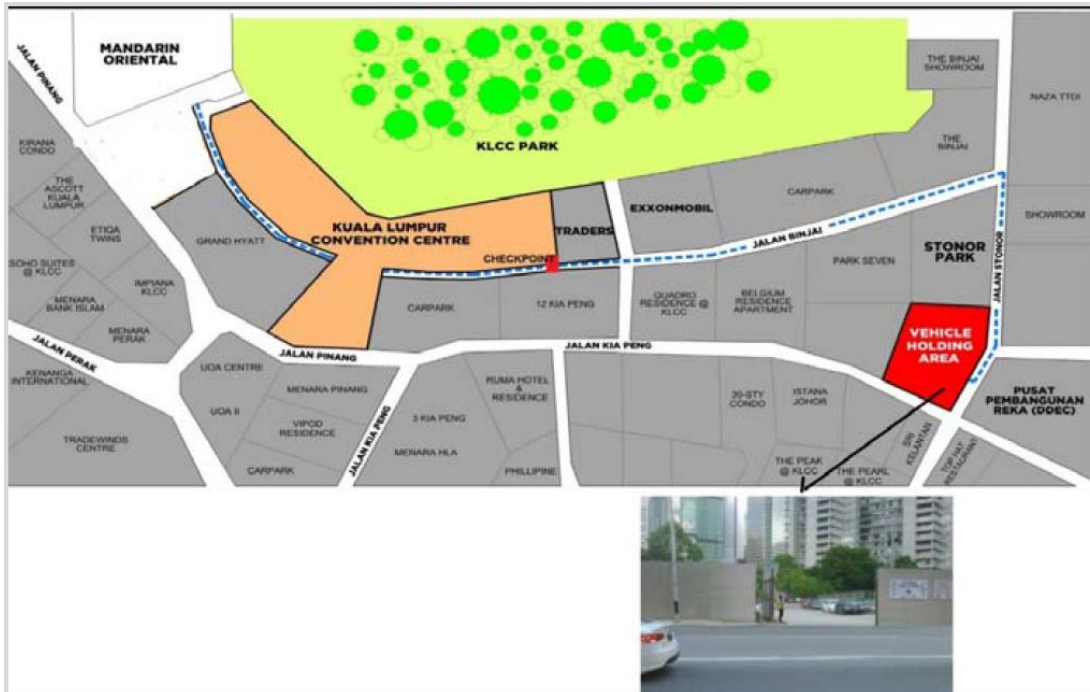 JALAN PINANG
MANDARIN
ORIENTAL
KLCC PARK
THE BINJAI
SHOWROOM
NAZA TTDI
KIRANA
CONDO
THE
ASCOTT
KUALA
LUMPUR
ETIQA
TWINS
SOHO SUITES @ KLCC
MENARA
BANK ISLAM
IMPIANA
KLCC
MENARA
PERAK
GRAND HYATT
KUALA LUMPUR
CONVENTION CENTRE
CHECKPOINT
TRADERS
EXXONMOBIL
CARPARK
THE
BINJAI
SHOWROOM
JALAN BINJAI
JALAN STONOR
STONOR
PARK
PARK SEVEN
CARPARK
12 KIA PENG
QUADRO
RESIDENCE @
KLCC
BELGIUM
RESIDENCE
APARTMENT
VEHICLE
HOLDING
AREA
JALAN PERAK
JALAN PINANG
JALAN KIA PENG
KENANGA
INTERNATIONAL
TRADEWINDS
CENTRE
UOA CENTRE
UOA II
MENARA PINANG
VIPOD
RESIDENCE
CARPARK
JALAN KIA PENG
3 KIA PENG
MENARA HLA
RUMA HOTEL
& RESIDENCE
PHILLIPINE
30-STY
CONDO
ISTANA
JOHOR
THE PEAK
@ KLCC
THE PEARL
@ KLCC
SRI
KELANTAN
TOP HAT
RESTAURANT
PUSAT
PEMBANGUNAN
REKA (DDEC)